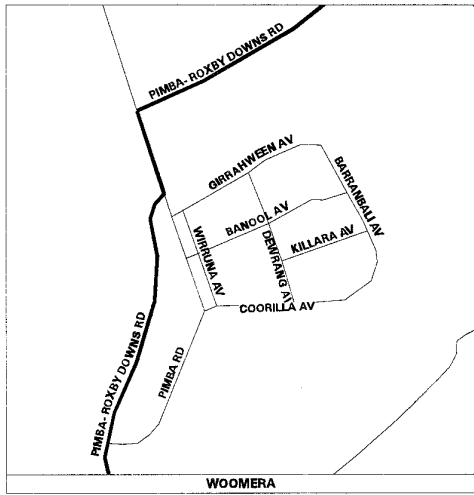 PIMBA- ROXBY DOWNS RD
GIRRAHWEEN AV
BARRANBALI AV
BANOOL AV
WIRRUNA AV
DEWRANG AV
KILLARA AV
COORILLA AV
PIMBA- ROXBY DOWNS RD
PIMBA RD
WOOMERA